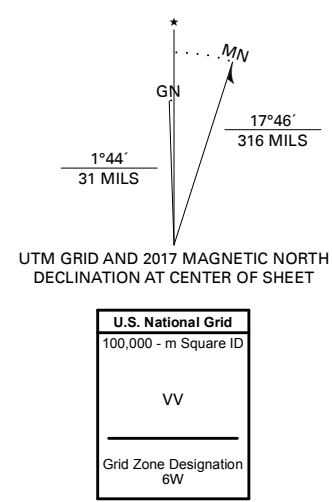 ★
MN
GN
17°46´
316 MILS
1°44´
31 MILS
UTM GRID AND 2017 MAGNETIC NORTH
DECLINATION AT CENTER OF SHEET
U.S. National Grid
100,000 - m Square ID
VV
Grid Zone Designation
6W